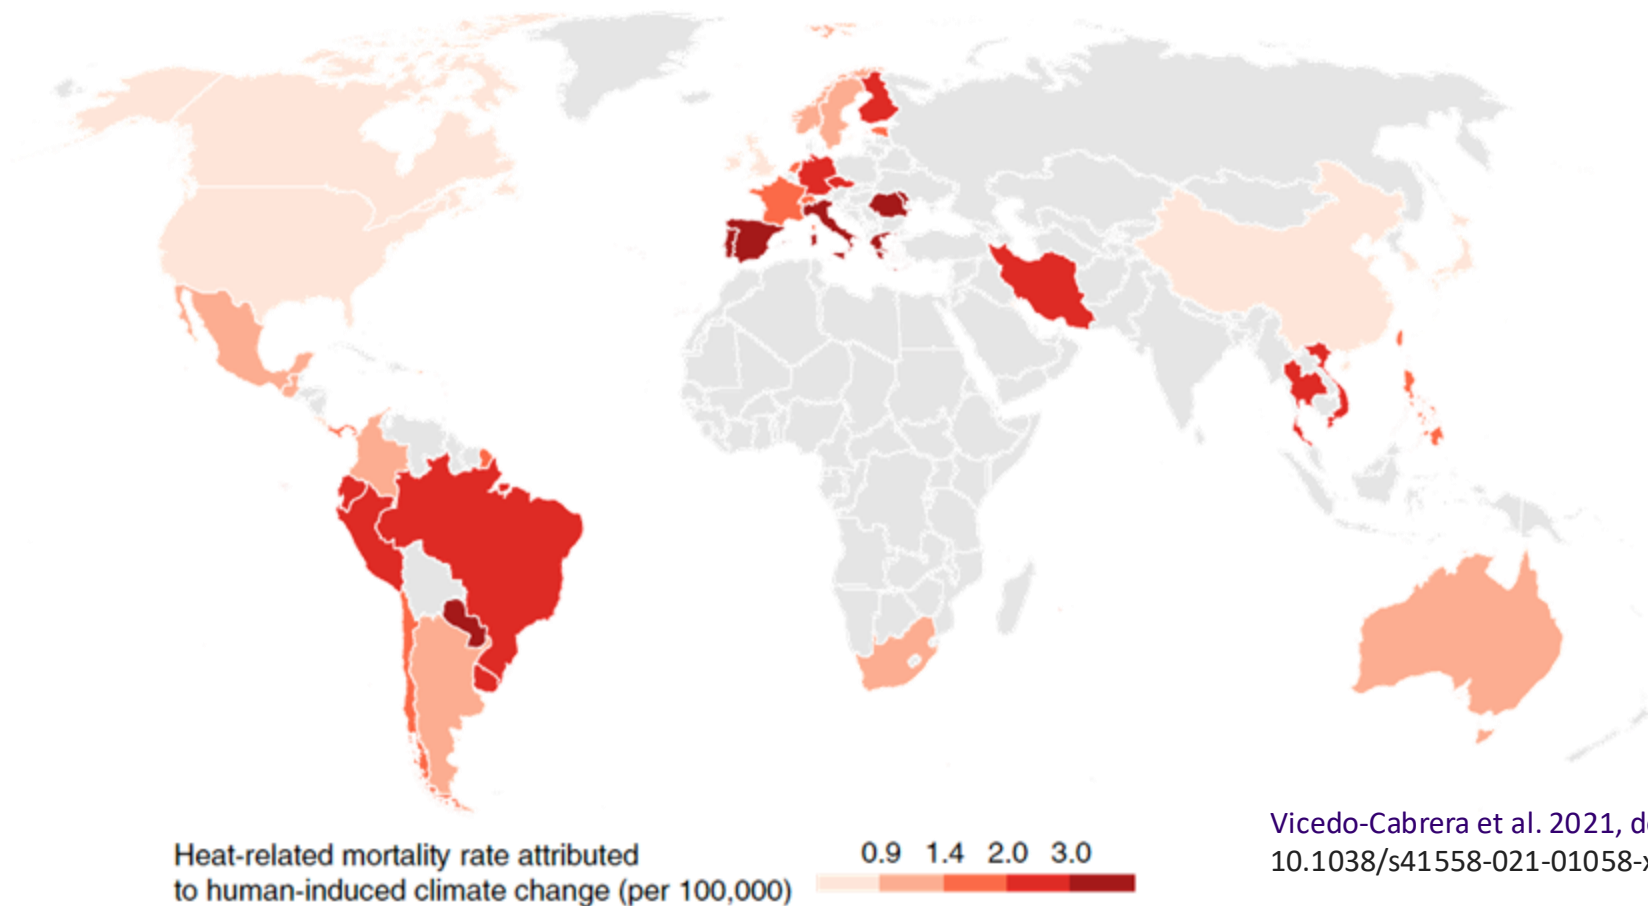 Heat-related mortality rate attributed
to human-induced climate change (per 100,000)
0.9 1.4 2.0 3.0
Vicedo-Cabrera et al. 2021, d
10.1038/s41558-021-01058-x